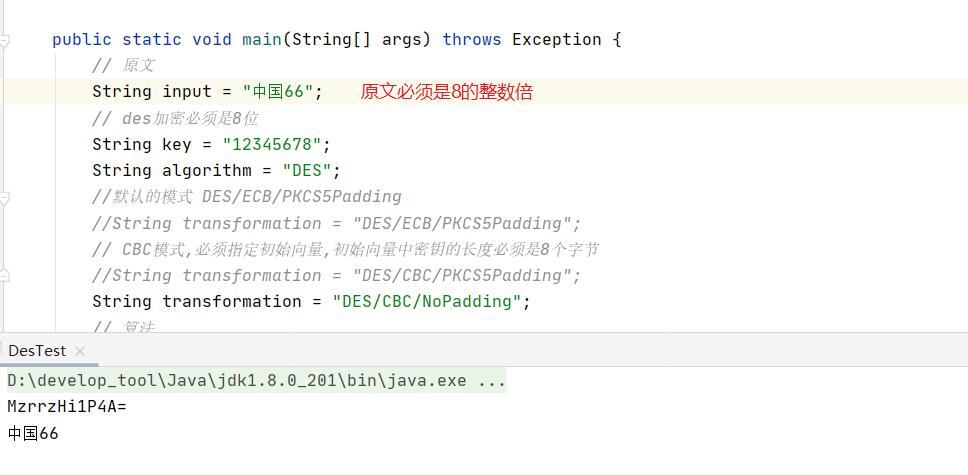 public static void main(String[] args) throws Exception {
// 原文
String input = "中国66"; 原文必须是8的整数倍
// des加密必须是8位
String key = "12345678";
String algorithm = "DES";
//默认的模式 DES/ECB/PKCS5Padding
//String transformation = "DES/ECB/PKCS5Padding";
// CBC模式,必须指定初始向量,初始向量中密钥的长度必须是8个字节
//String transformation = "DES/CBC/PKCS5Padding";
String transformation = "DES/CBC/NoPadding";
// 算法
DesTest ×
D:\develop_tool\Java\jdk1.8.0_201\bin\java.exe ...
MzrrzHi1P4A=
中国66